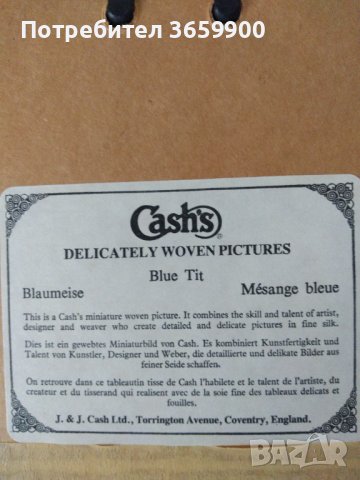 Потребител 3659900
Cash's®
DELICATELY WOVEN PICTURES
Blue Tit
Blaumeise Mésange bleue
This is a Cash's miniature woven picture. It combines the skill and talent of artist,
designer and weaver who create detailed and delicate pictures in fine silk.
Dies ist ein gewebtes Miniaturbild von Cash. Es kombiniert Kunstfertigkeit und
Talent von Kunstler, Designer und Weber, die detaillierte und delikate Bilder aus
feiner Seide schaffen.
On retrouve dans ce tableautin tisse de Cash l'habilete et le talent de l'artiste, du
createur et du tisserand qui realisent avec de la soie fine des tableaux delicats et
fouilles.
J. & J. Cash Ltd., Torrington Avenue, Coventry, England.
BAZAR